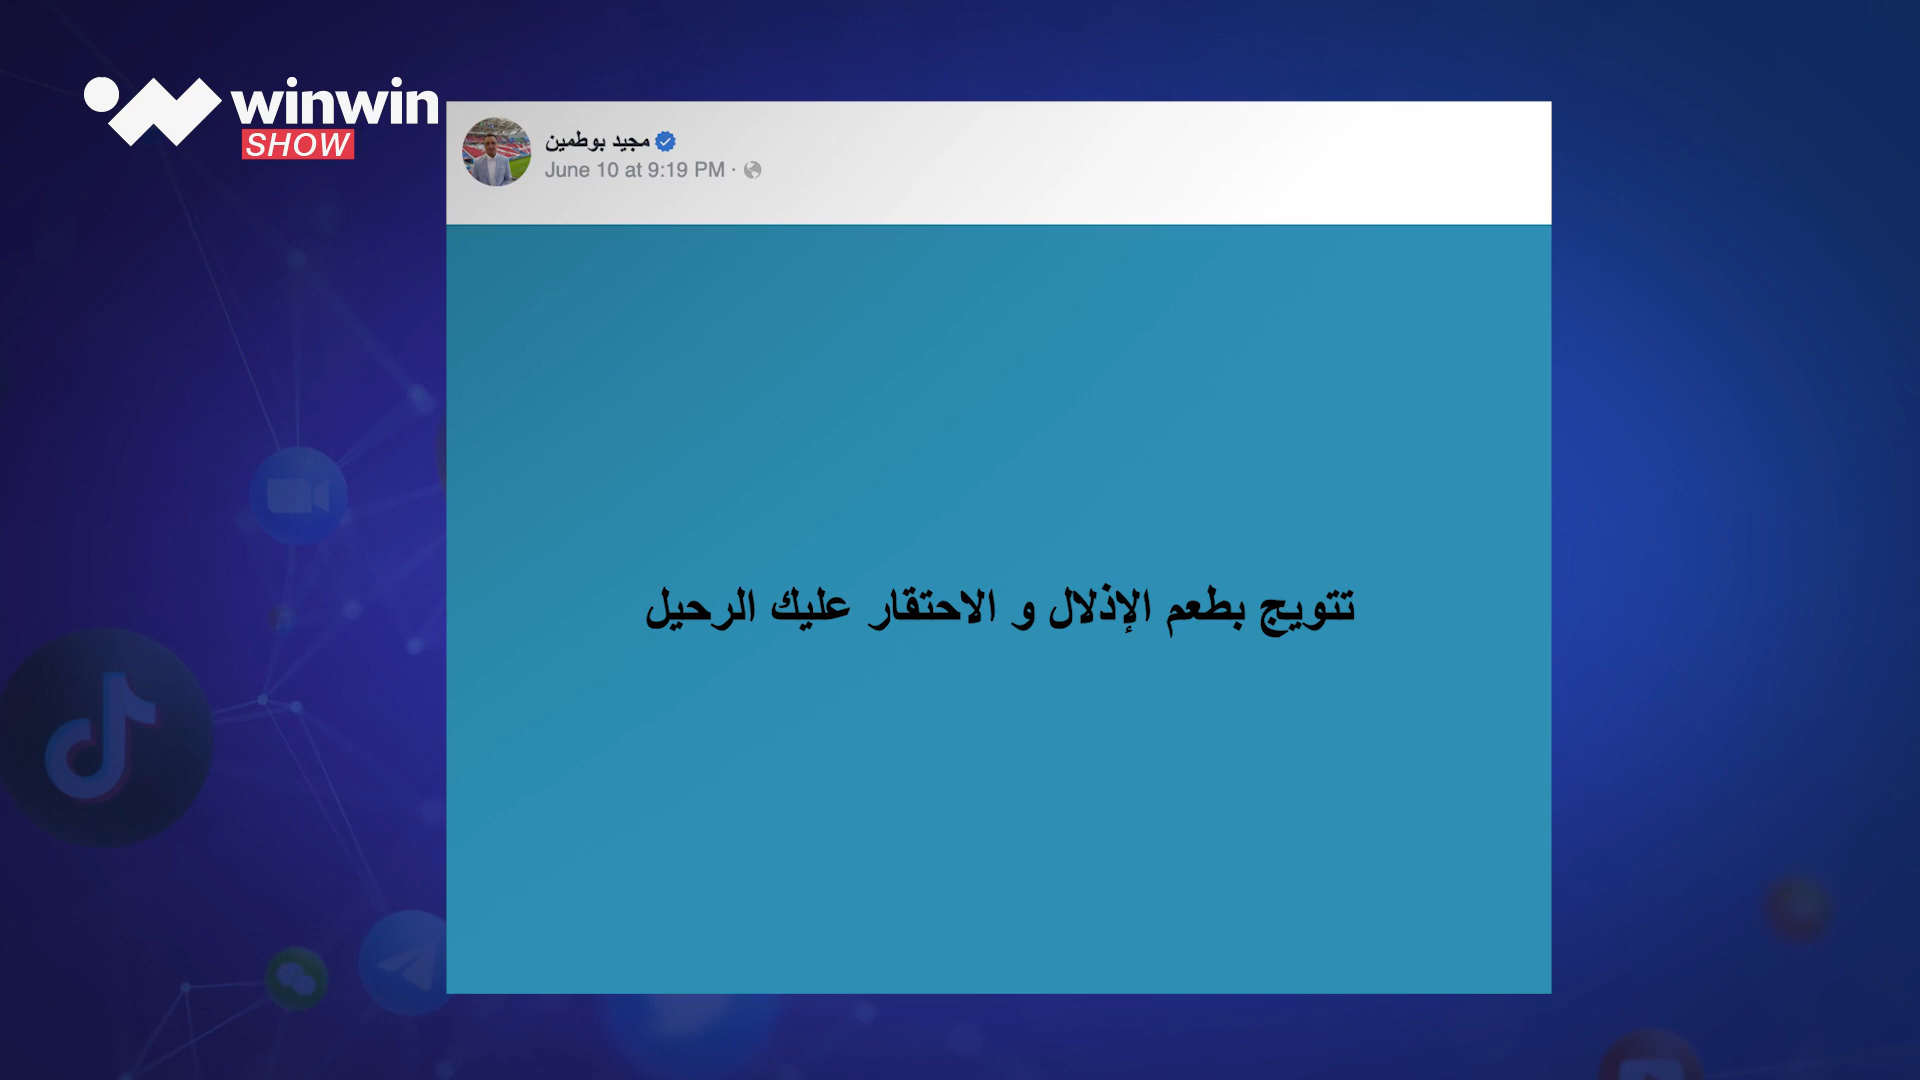 winwin
SHOW
مجيد بوطمين
June 10 at 9:19 PM ·
تتويج بطعم الإذلال و الاحتقار عليك الرحيل